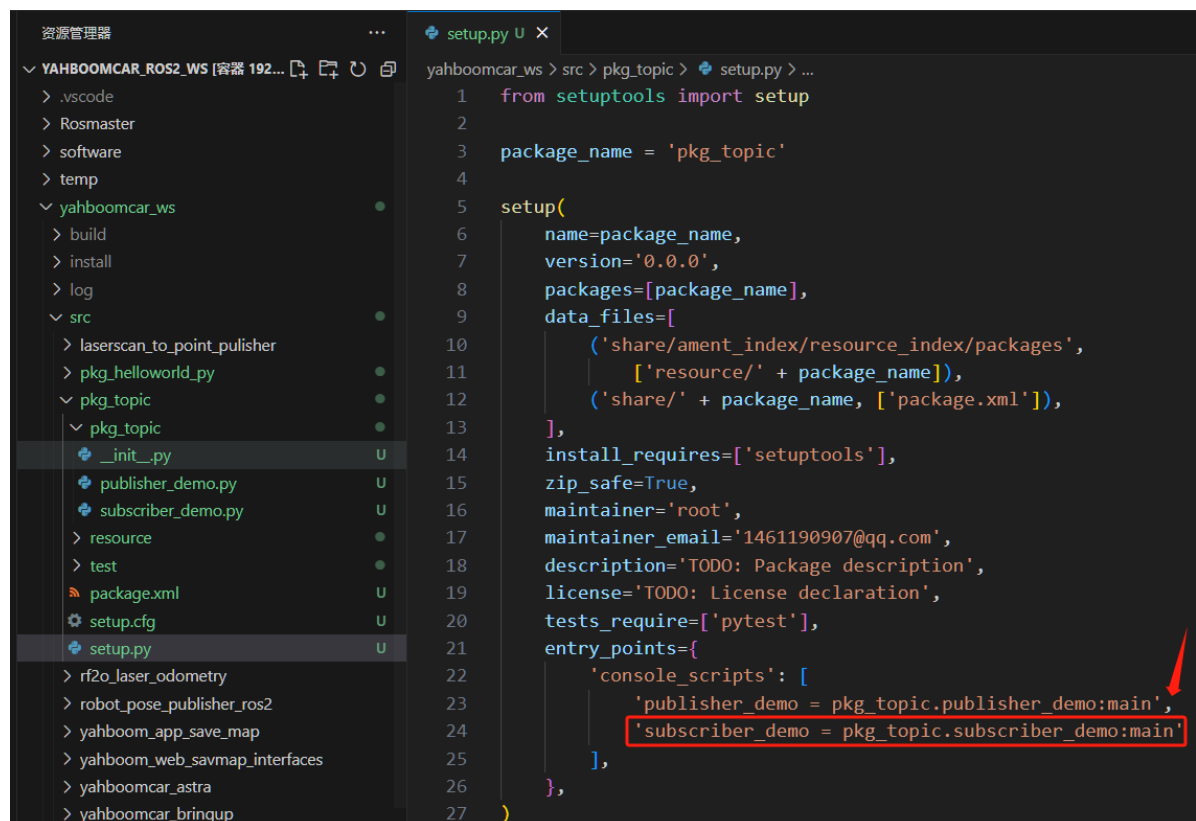 资源管理器 ...
YAHBOOMCAR_ROS2_WS [容器 192...
.vscode
Rosmaster
software
temp
yahboomcar_ws
build
install
log
src
laserscan_to_point_pulisher
pkg_helloworld_py
pkg_topic
pkg_topic
__init__.py U
publisher_demo.py U
subscriber_demo.py U
resource
test
package.xml U
setup.cfg U
setup.py U
rf2o_laser_odometry
robot_pose_publisher_ros2
yahboom_app_save_map
yahboom_web_savmap_interfaces
yahboomcar_astra
yahboomcar_bringup
setup.py U
yahboomcar_ws > src > pkg_topic > setup.py > ...
1 from setuptools import setup
2
3 package_name = 'pkg_topic'
4
5 setup(
6 name=package_name,
7 version='0.0.0',
8 packages=[package_name],
9 data_files=[
10 ('share/ament_index/resource_index/packages',
11 ['resource/' + package_name]),
12 ('share/' + package_name, ['package.xml']),
13 ],
14 install_requires=['setuptools'],
15 zip_safe=True,
16 maintainer='root',
17 maintainer_email='1461190907@qq.com',
18 description='TODO: Package description',
19 license='TODO: License declaration',
20 tests_require=['pytest'],
21 entry_points={
22 'console_scripts': [
23 'publisher_demo = pkg_topic.publisher_demo:main',
24 'subscriber_demo = pkg_topic.subscriber_demo:main'
25 ],
26 },
27 )